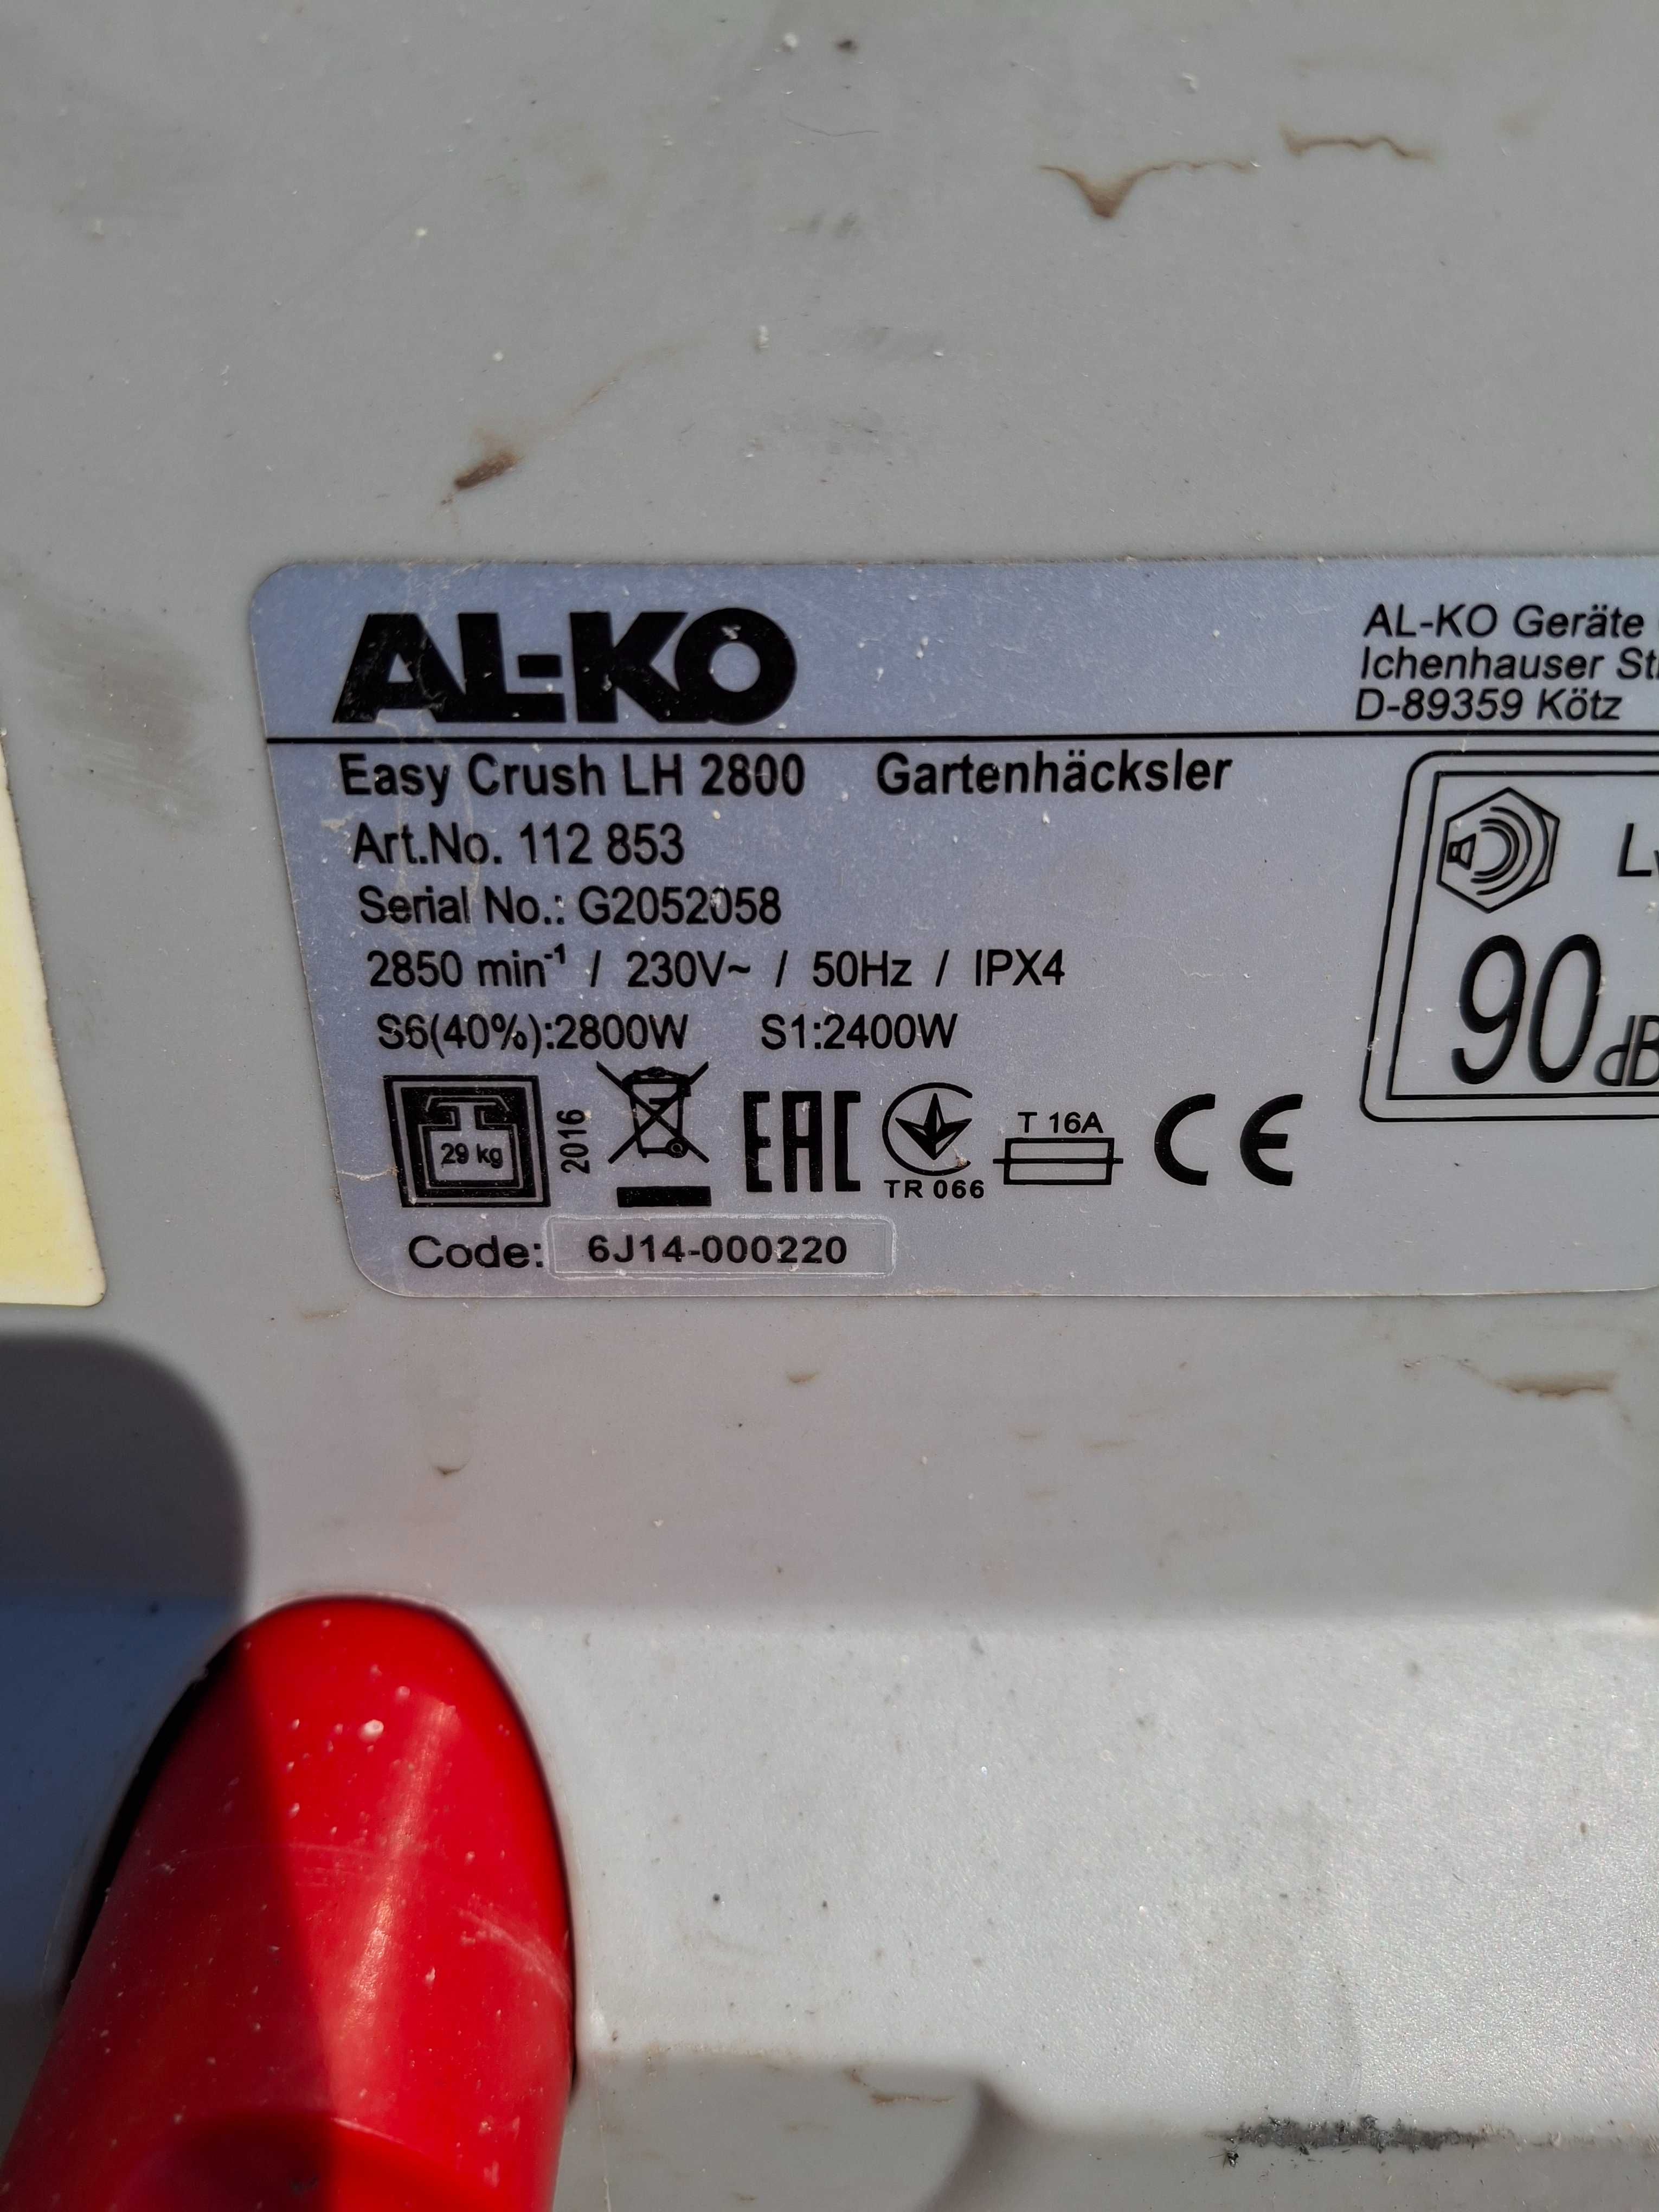 AL-KO
AL-KO Geräte
Ichenhauser
D-89359 Kötz
Easy Crush LH 2800 Gartenhäcksler
Art.No. 112 853
Serial No.: G2052058
2850 min⁻¹ / 230V~ / 50Hz / IPX4
S6(40%):2800W S1:2400W
90 dB
29 kg
2016
EAC
TR 066
T 16A
CE
Code: 6J14-000220